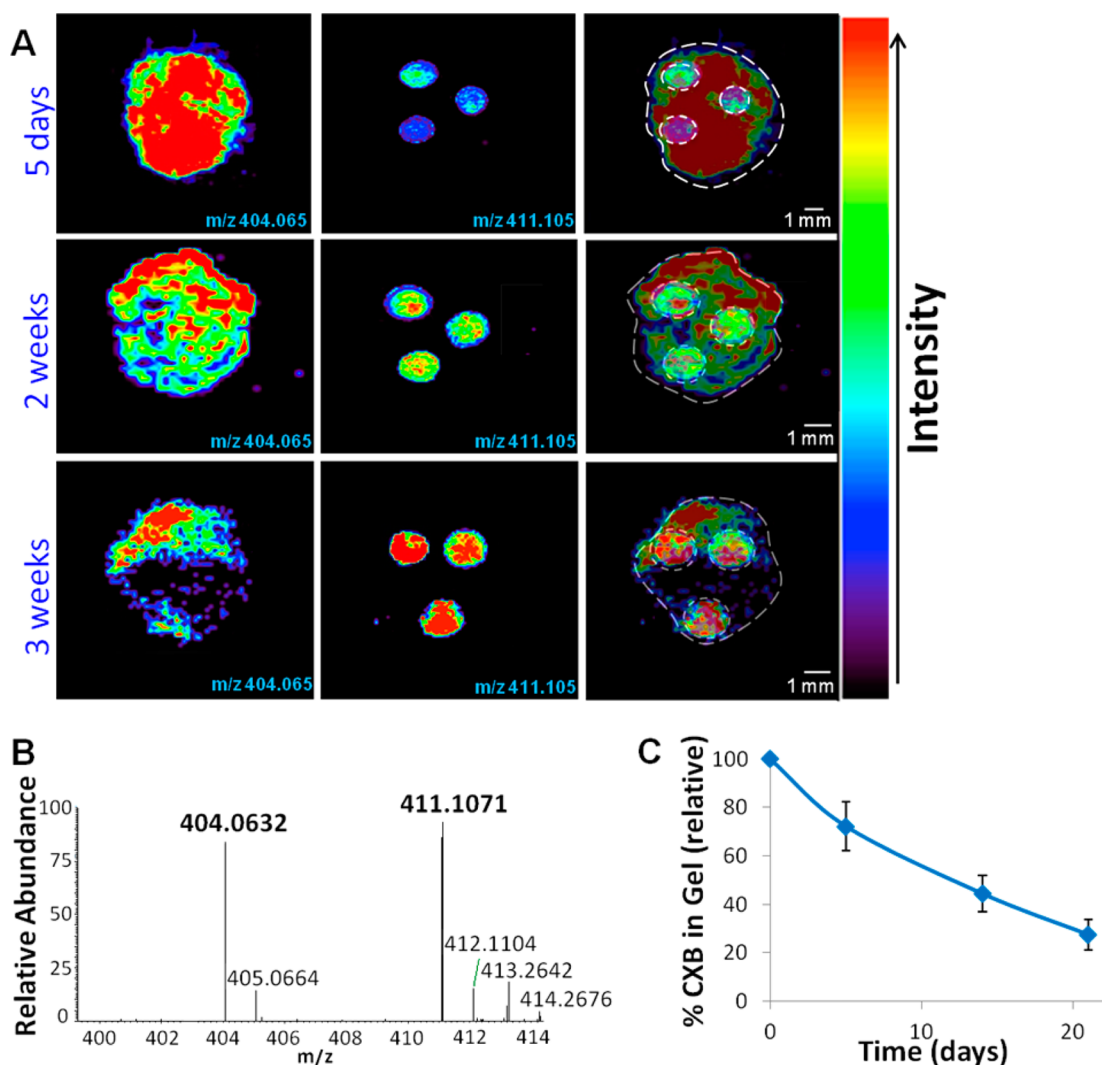 A
5 days
m/z 404.065
m/z 411.105
1 mm
2 weeks
m/z 404.065
m/z 411.105
1 mm
3 weeks
m/z 404.065
m/z 411.105
1 mm
Intensity
B
Relative Abundance
100
75
50
25
0
404.0632
405.0664
411.1071
412.1104
413.2642
414.2676
400 402 404 406 408 410 412 414
m/z
C
% CXB in Gel (relative)
100
80
60
40
20
0
0 10 20
Time (days)